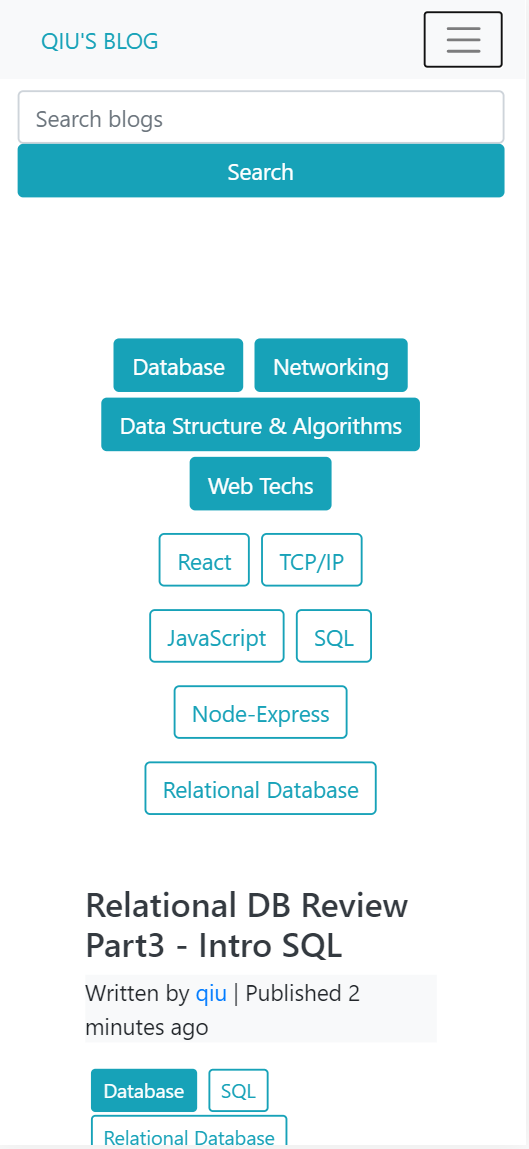 QIU'S BLOG
Search blogs
Search
Database Networking
Data Structure & Algorithms
Web Techs
React TCP/IP
JavaScript SQL
Node-Express
Relational Database
Relational DB Review
Part3 - Intro SQL
Written by qiu | Published 2
minutes ago
Database SQL
Relational Database